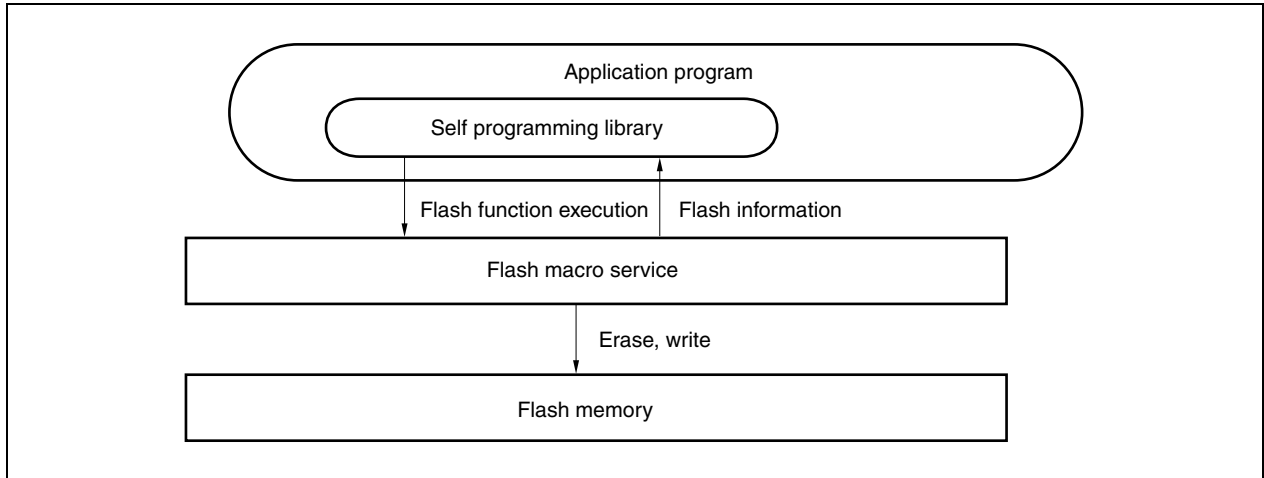 Application program
Self programming library
Flash function execution
Flash information
Flash macro service
Erase, write
Flash memory